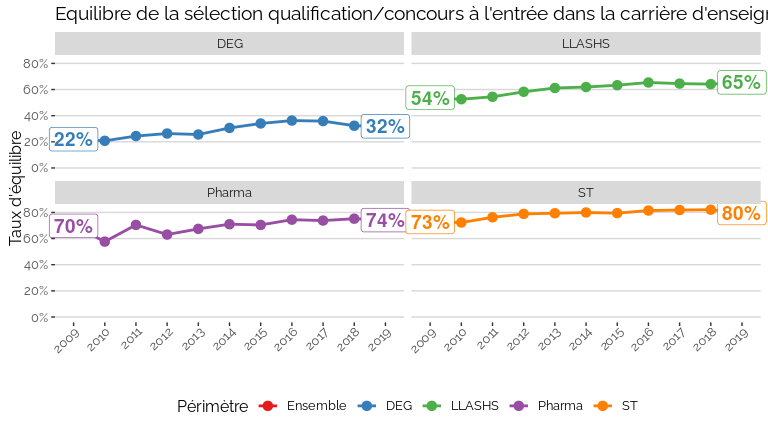 Equilibre de la sélection qualification/concours à l'entrée dans la carrière
DEG
LLASHS
80%
60%
40%
20%
0%
22%
32%
54%
65%
Taux d'équilibre
Pharma
ST
80%
60%
40%
20%
0%
70%
74%
73%
80%
2009 2010 2011 2012 2013 2014 2015 2016 2017 2018 2019
2009 2010 2011 2012 2013 2014 2015 2016 2017 2018 2019
Périmètre Ensemble DEG LLASHS Pharma ST